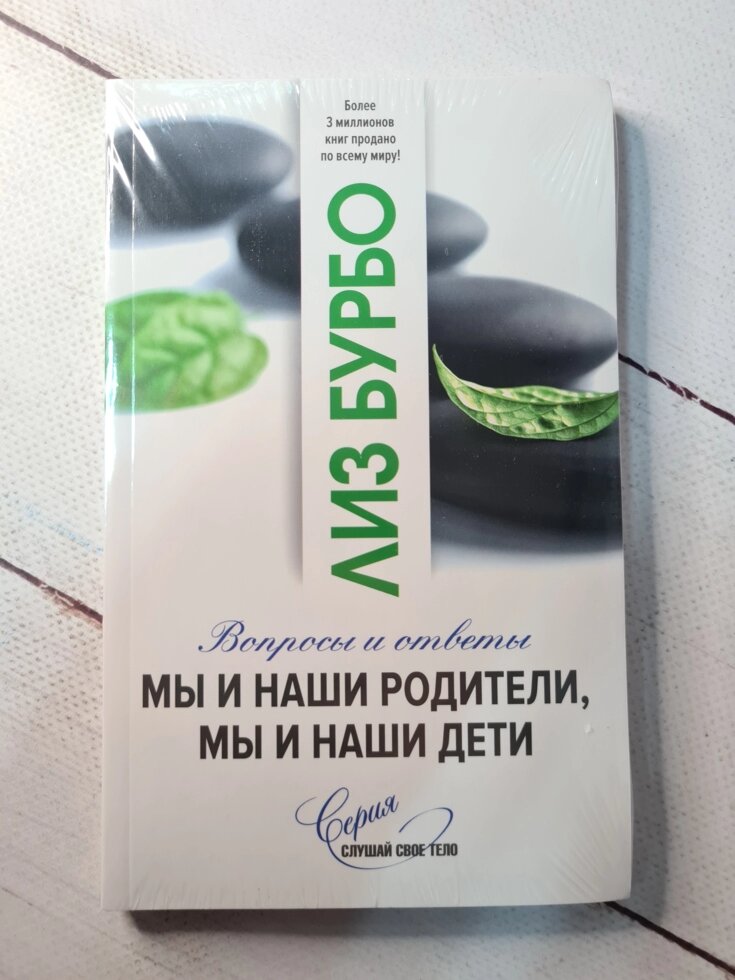 Более
3 миллионов
книг продано
по всему миру!
ЛИЗ БУРБО
Вопросы и ответы
МЫ И НАШИ РОДИТЕЛИ,
МЫ И НАШИ ДЕТИ
Серия
СЛУШАЙ СВОЕ ТЕЛО